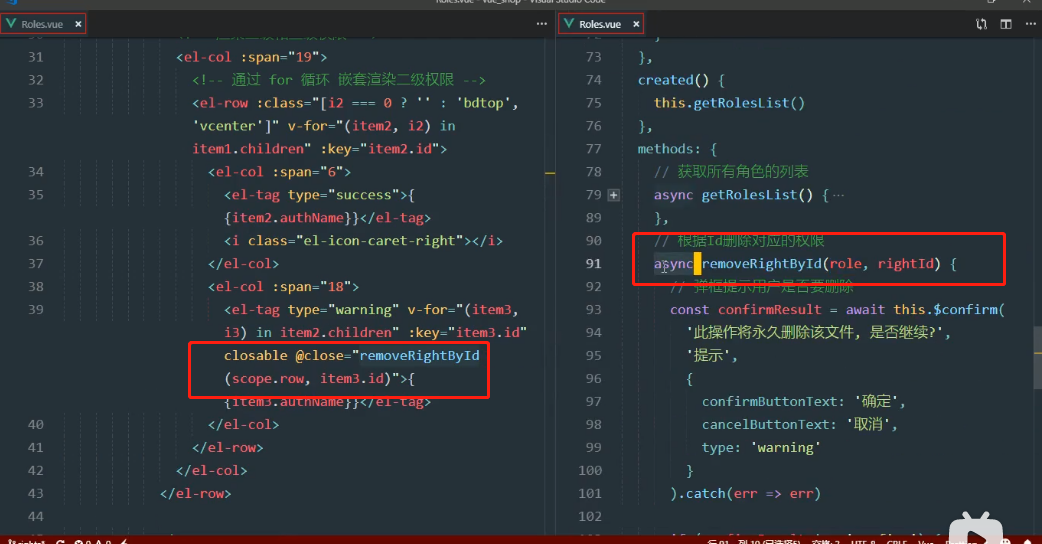 Roles.vue - vue_shop - Visual Studio Code
Roles.vue ×
Roles.vue ×
31 <el-col :span="19">
32 <!-- 通过 for 循环 嵌套渲染二级权限 -->
33 <el-row :class="[i2 === 0 ? '' : 'bdtop',
'vcenter']" v-for="(item2, i2) in
item1.children" :key="item2.id">
34 <el-col :span="6">
35 <el-tag type="success">{
{item2.authName}}</el-tag>
36 <i class="el-icon-caret-right"></i>
37 </el-col>
38 <el-col :span="18">
39 <el-tag type="warning" v-for="(item3,
i3) in item2.children" :key="item3.id"
closable @close="removeRightById
(scope.row, item3.id)">{
{item3.authName}}</el-tag>
40 </el-col>
41 </el-row>
42 </el-col>
43 </el-row>
44
73 },
74 created() {
75 this.getRolesList()
76 },
77 methods: {
78 // 获取所有角色的列表
79 async getRolesList() {…
89 },
90 // 根据Id删除对应的权限
91 async removeRightById(role, rightId) {
92 // 弹框提示用户是否要删除
93 const confirmResult = await this.$confirm(
94 '此操作将永久删除该文件, 是否继续?',
95 '提示',
96 {
97 confirmButtonText: '确定',
98 cancelButtonText: '取消',
99 type: 'warning'
100 }
101 ).catch(err => err)
102